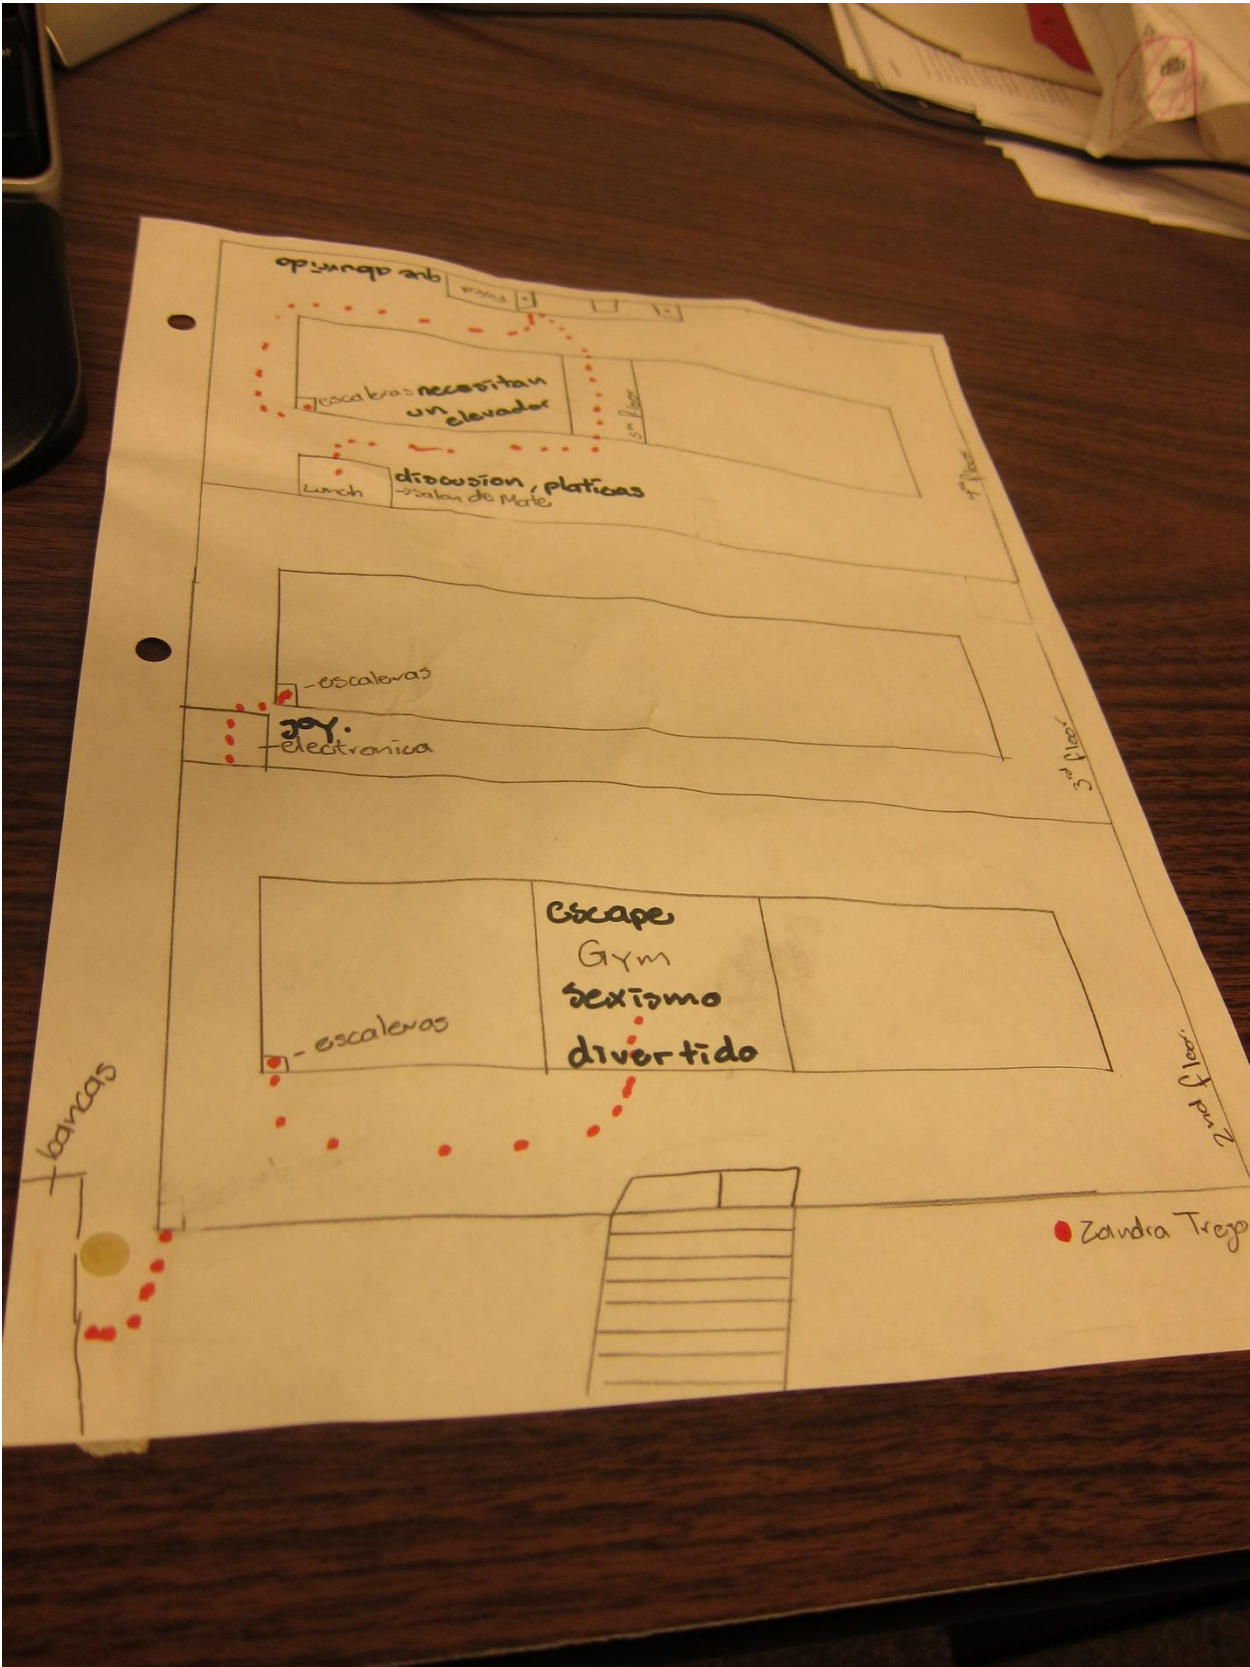 que aburrido
Fisica
escaleras necesitan
un
elevador
5th floor
4th floor
Lunch
discusion, platicas
→salon de Mate
-escaleras
Joy.
-electronica
3rd floor
escape
Gym
sexismo
divertido
- escaleras
2nd floor.
bancas
Zandra Trejo